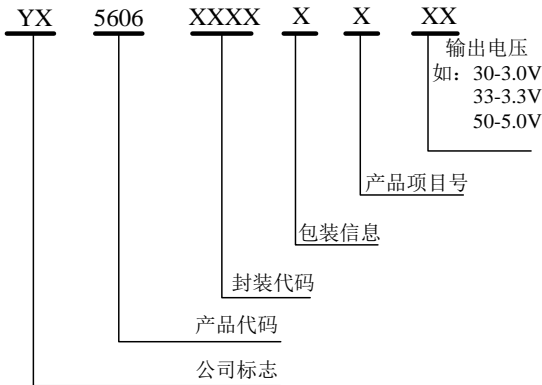 YX 5606 XXXX X X XX
输出电压
如：30-3.0V
33-3.3V
50-5.0V
产品项目号
包装信息
封装代码
产品代码
公司标志